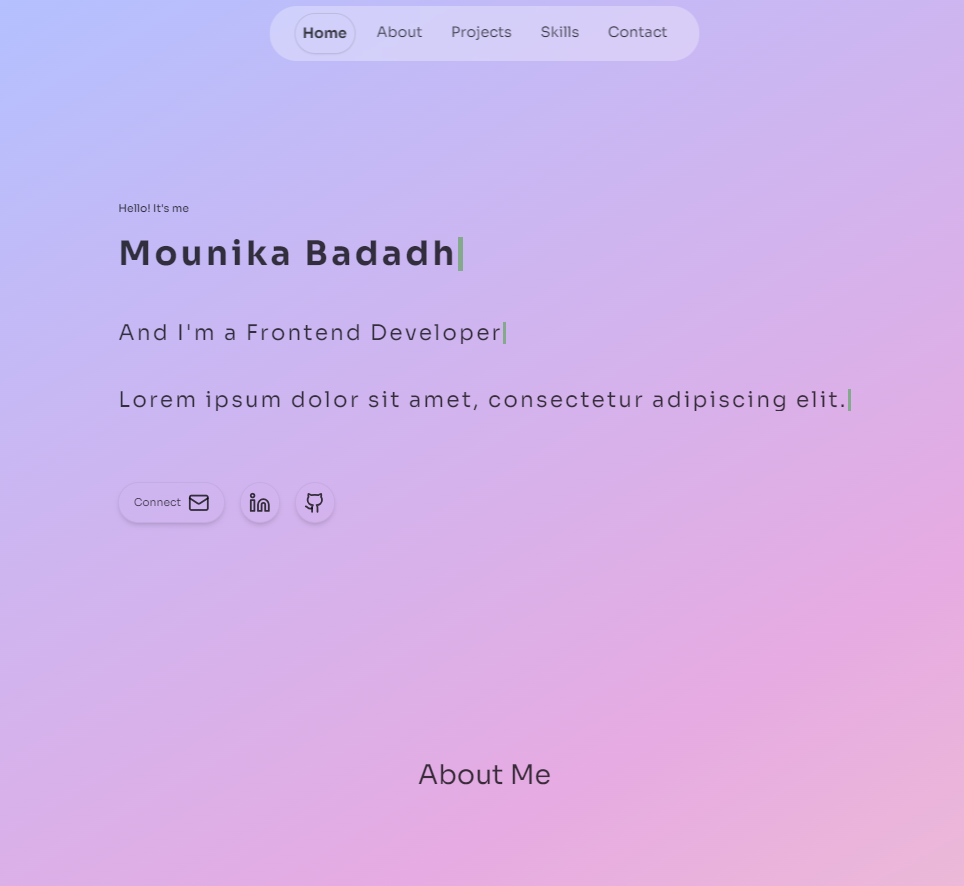 Home About Projects Skills Contact
Hello! It's me
Mounika Badadh
And I'm a Frontend Developer
Lorem ipsum dolor sit amet, consectetur adipiscing elit.
Connect
About Me